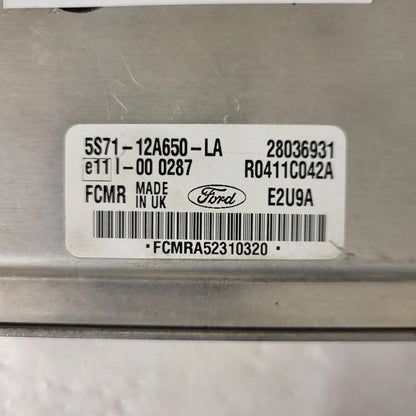 5S71-12A650-LA 28036931
e11 I-00 0287 R0411C042A
FCMR MADE IN UK Ford E2U9A
*FCMRA52310320*